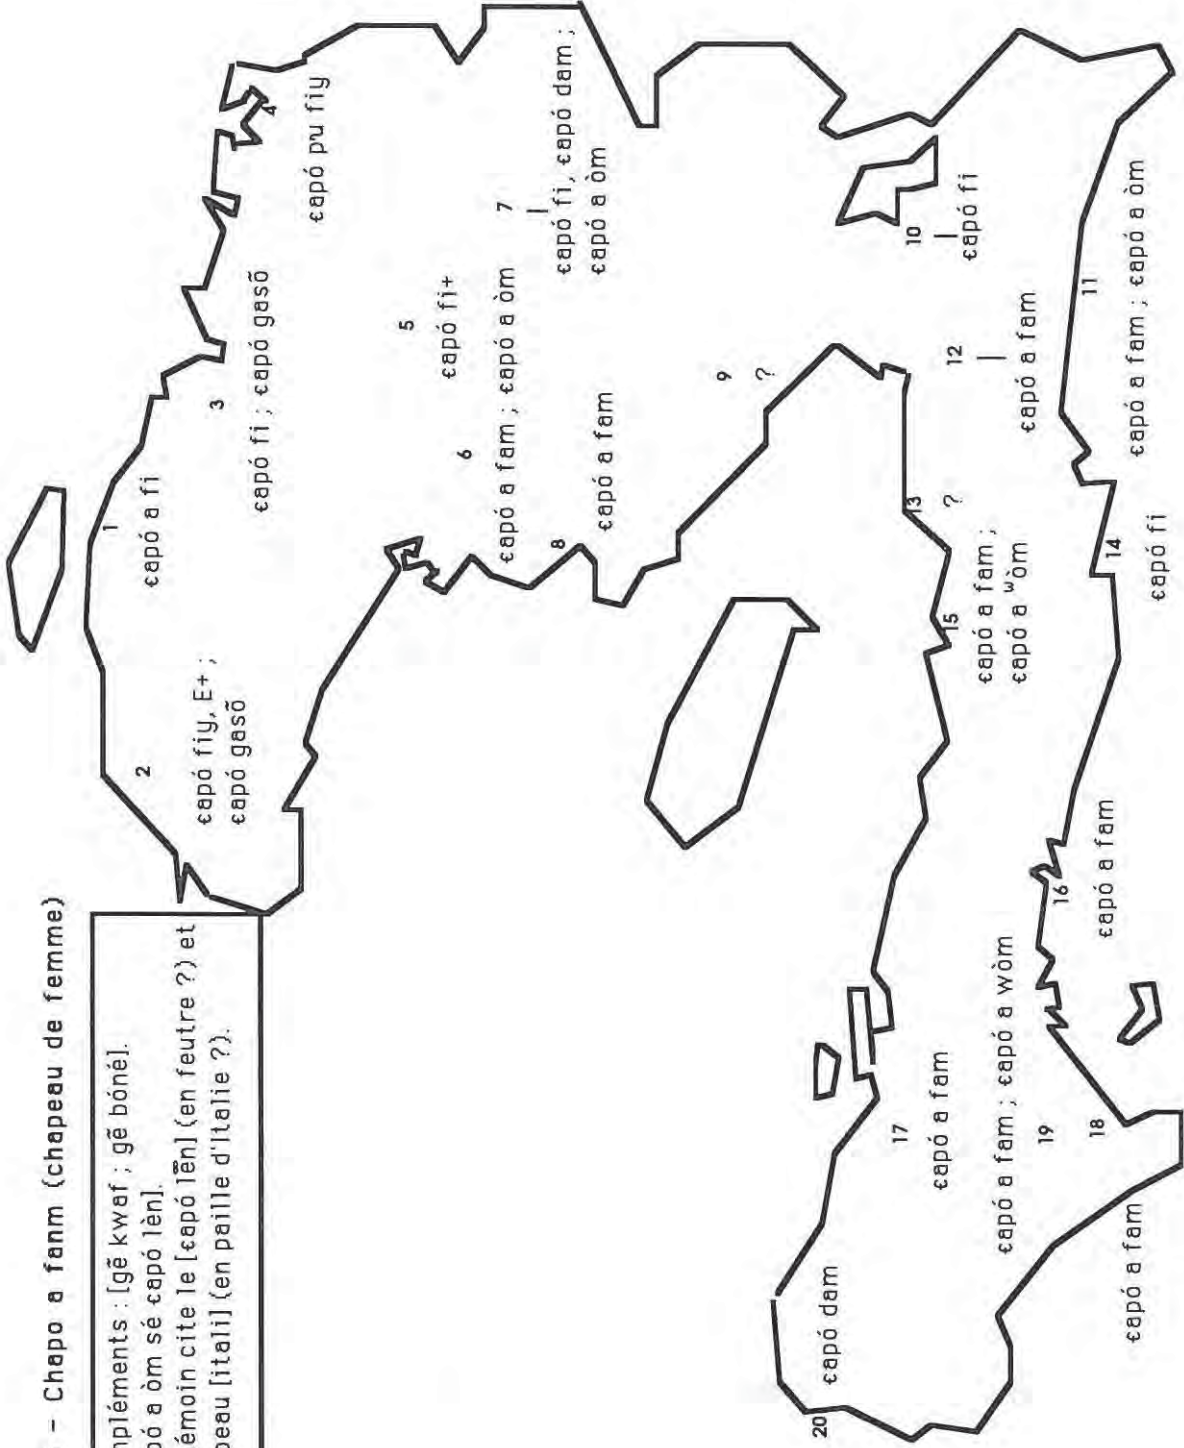 - Chapo a fanm (chapeau de femme)
mpléments : [gẽ kwaf ; gẽ bóné].
pó a òm sé ɛapó lèn].
émoin cite le [ɛapó lẽn] (en feutre ?) et
peau [itali] (en paille d'Italie ?).
1
ɛapó a fi
2
ɛapó fiy, E+ ;
ɛapó gasõ
3
ɛapó fi ; ɛapó gasõ
4
ɛapó pu fiy
5
ɛapó fi+
6
ɛapó a fam ; ɛapó a òm
7
ɛapó fi, ɛapó dam ;
ɛapó a òm
8
ɛapó a fam
9
?
10
ɛapó fi
11
ɛapó a fam ; ɛapó a òm
12
ɛapó a fam
13
?
14
ɛapó fi
15
ɛapó a fam ;
ɛapó a ʷòm
16
ɛapó a fam
17
ɛapó a fam
ɛapó a fam ; ɛapó a wòm
19
18
ɛapó a fam
20
ɛapó dam